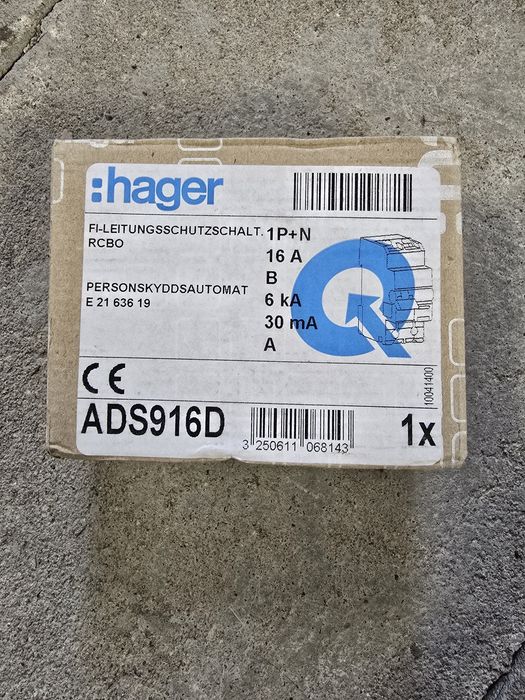 :hager
FI-LEITUNGSSCHUTZSCHALT. 1P+N
RCBO
16 A
B
PERSONSKYDDSAUTOMAT
E 21 636 19
6 kA
30 mA
A
10041400
CE
ADS916D
3 250611 068143
1x